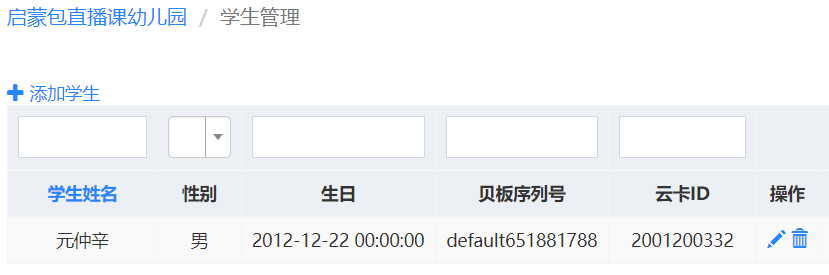 启蒙包直播课幼儿园 / 学生管理
添加学生
学生姓名 性别 生日 贝板序列号 云卡ID 操作
元仲辛 男 2012-12-22 00:00:00 default651881788 2001200332